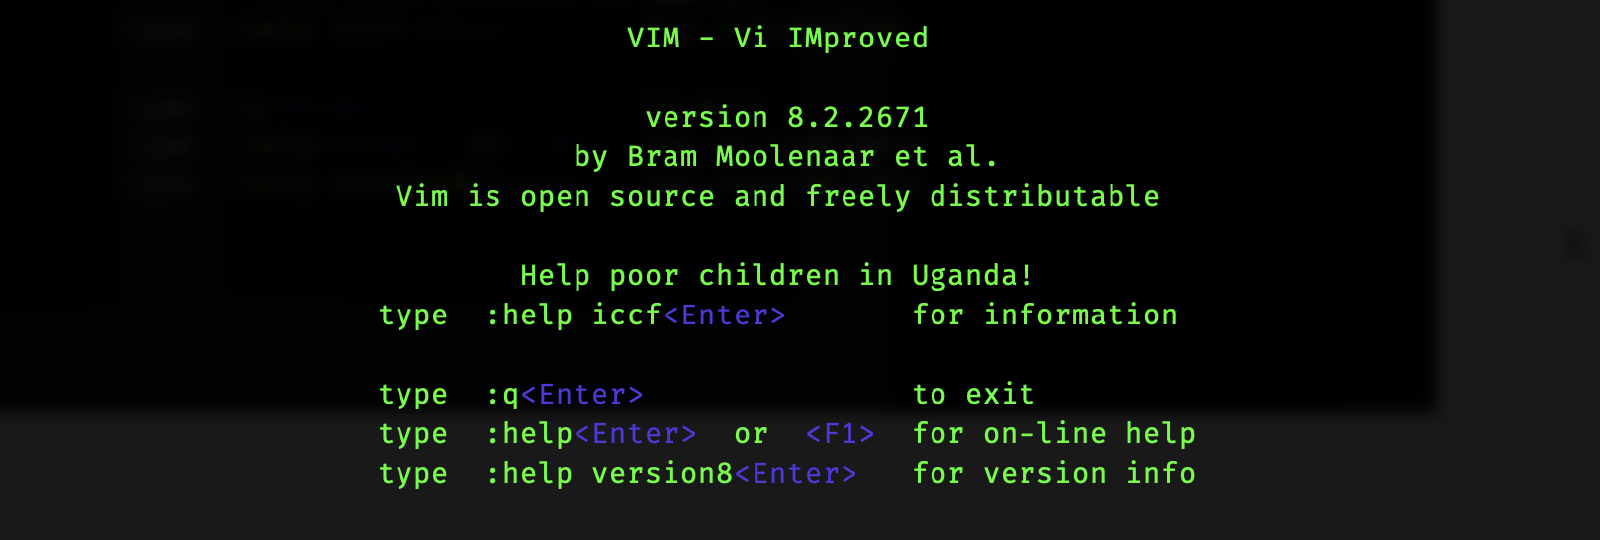 VIM - Vi IMproved
version 8.2.2671
by Bram Moolenaar et al.
Vim is open source and freely distributable
Help poor children in Uganda!
type  :help iccf<Enter>       for information
type  :q<Enter>               to exit
type  :help<Enter>  or  <F1>  for on-line help
type  :help version8<Enter>   for version info